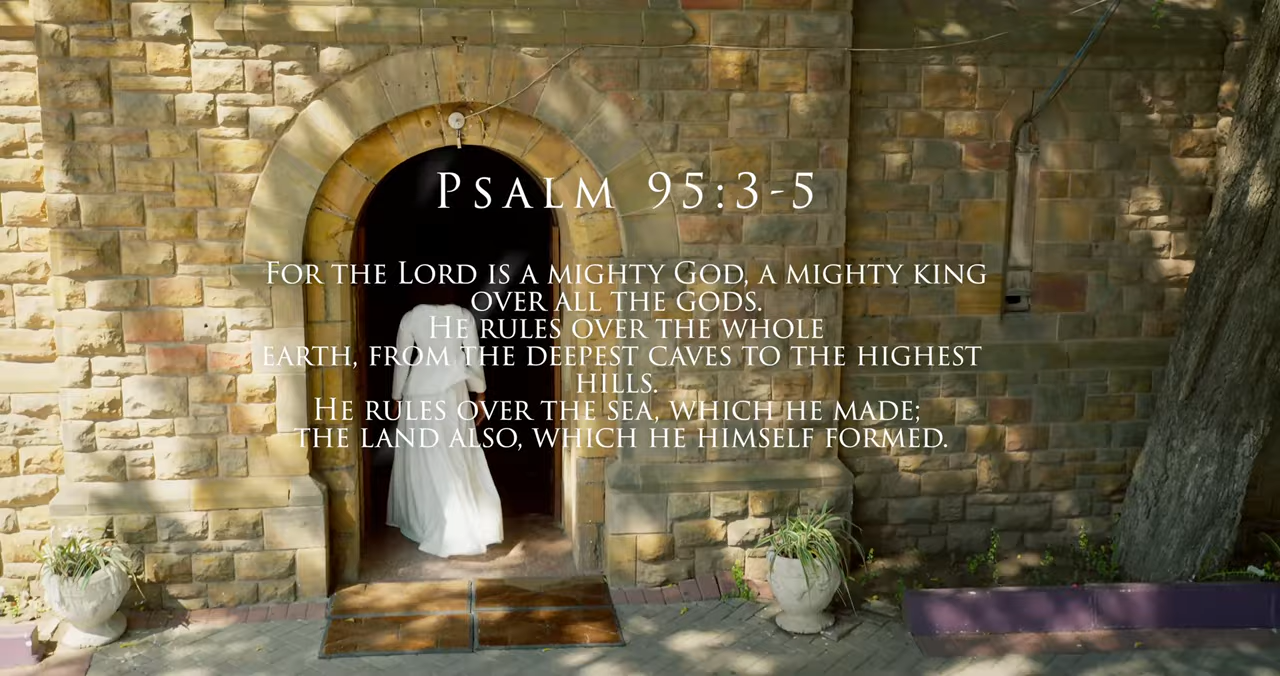 Psalm 95:3-5
For the Lord is a mighty God, a mighty king
over all the gods.
He rules over the whole
earth, from the deepest caves to the highest
hills.
He rules over the sea, which he made;
the land also, which he himself formed.